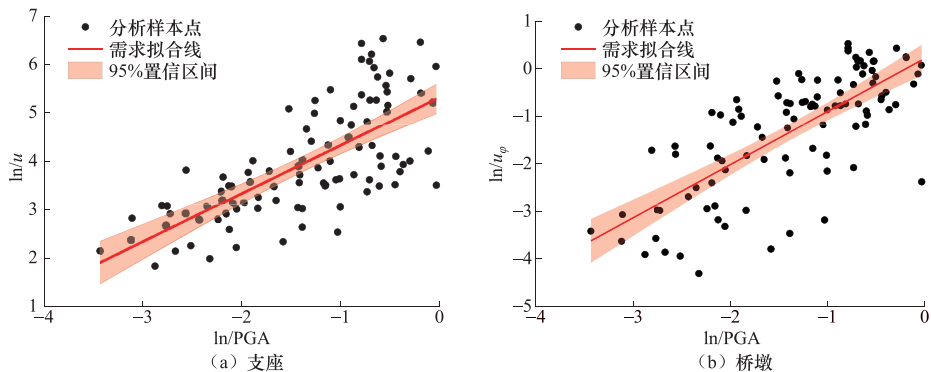 7
6
5
4
3
2
1
−4
−3
−2
−1
0
ln/u
ln/PGA
分析样本点
需求拟合线
95%置信区间
（a）支座
1
0
−1
−2
−3
−4
−5
−4
−3
−2
−1
0
ln/uφ
ln/PGA
分析样本点
需求拟合线
95%置信区间
（b）桥墩